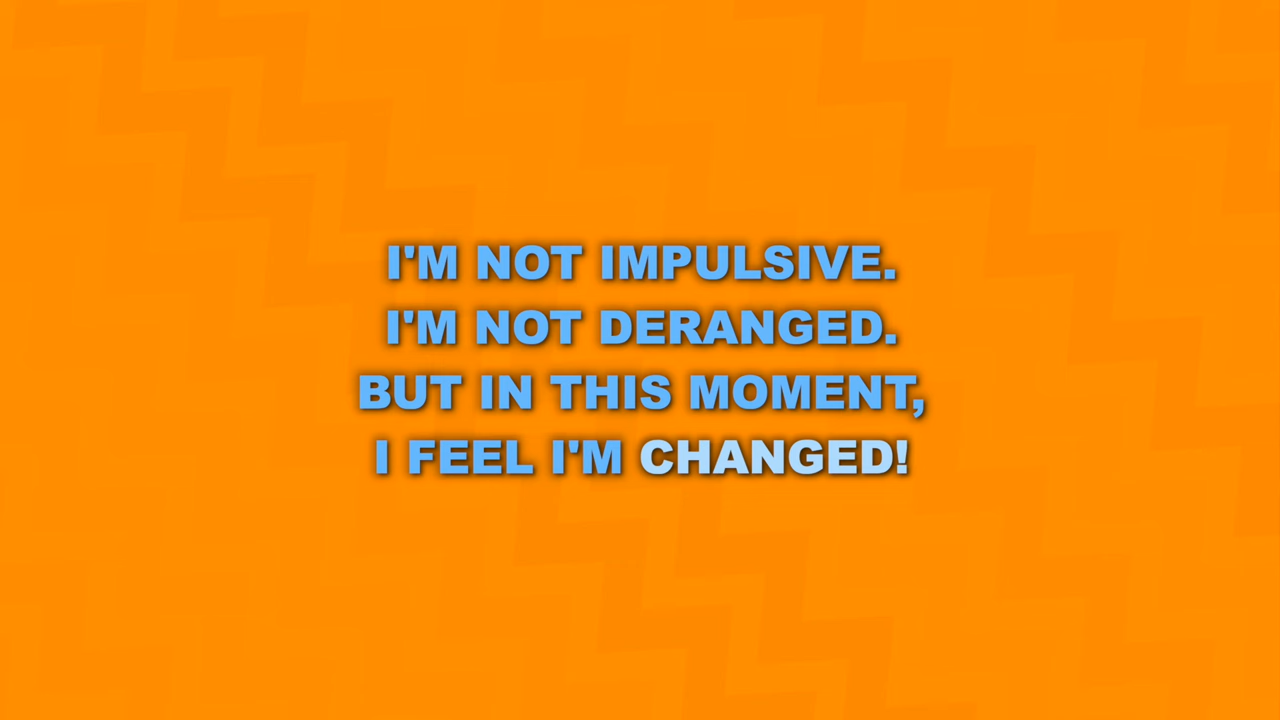 I'M NOT IMPULSIVE.
I'M NOT DERANGED.
BUT IN THIS MOMENT,
I FEEL I'M CHANGED!